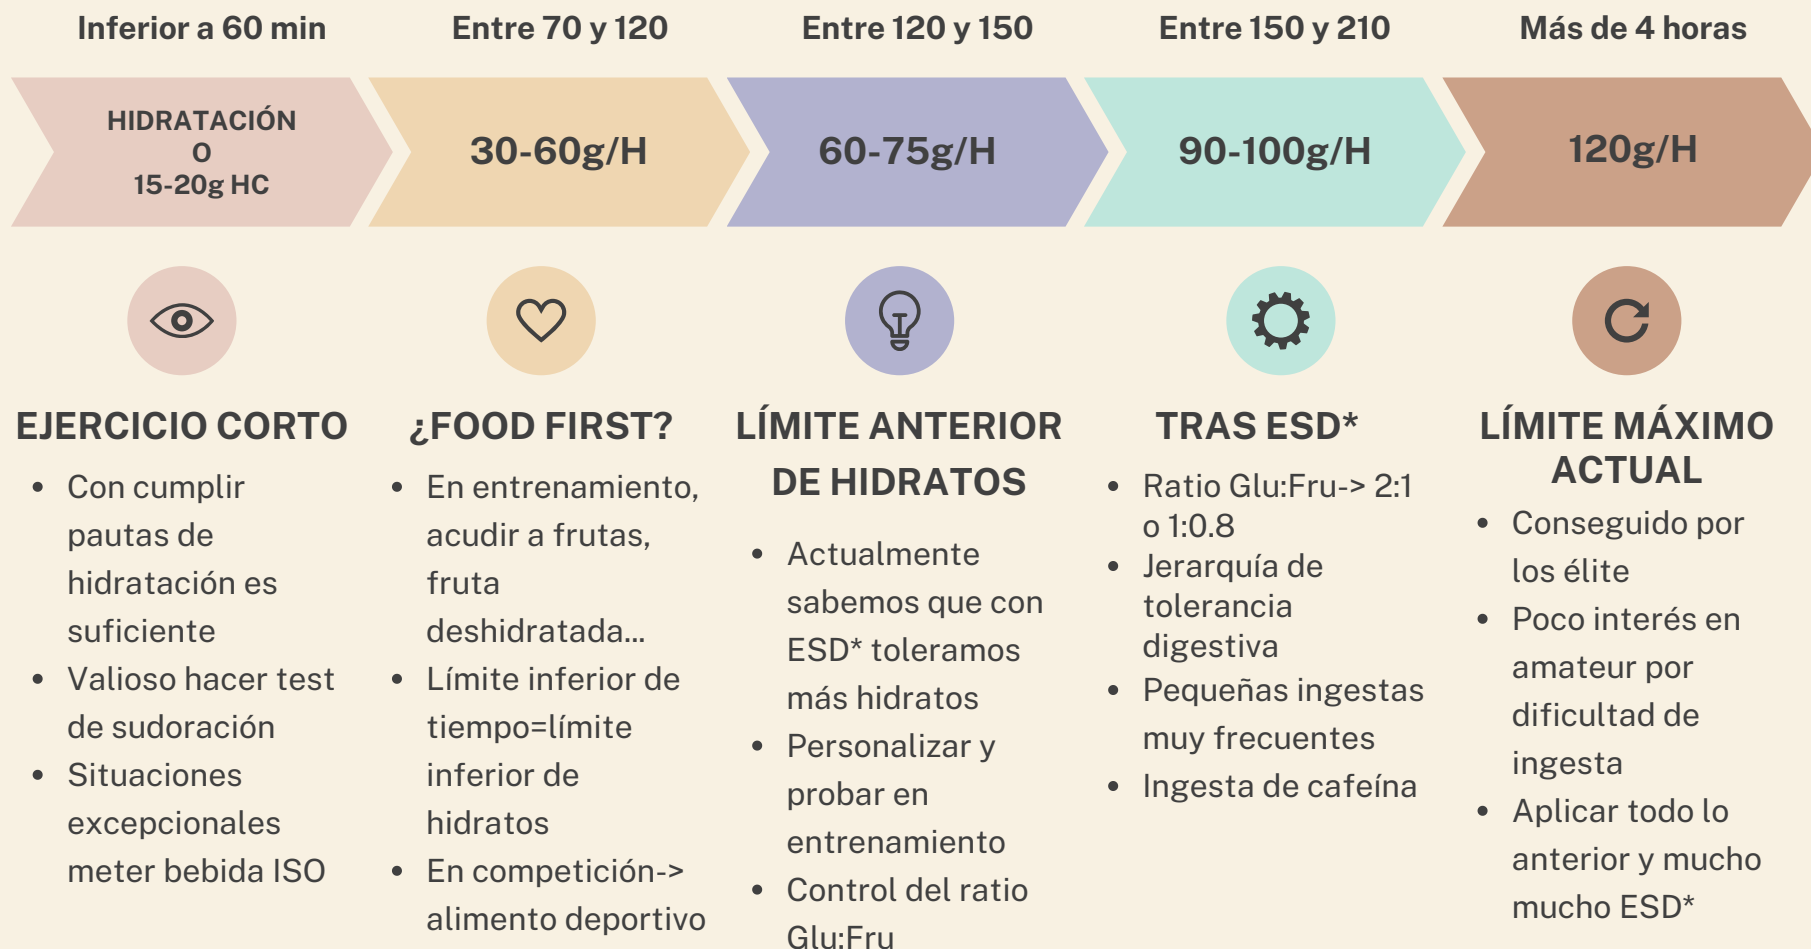 Inferior a 60 min
Entre 70 y 120
Entre 120 y 150
Entre 150 y 210
Más de 4 horas
HIDRATACIÓN
O
15-20g HC
30-60g/H
60-75g/H
90-100g/H
120g/H
EJERCICIO CORTO
• Con cumplir
pautas de
hidratación es
suficiente
• Valioso hacer test
de sudoración
• Situaciones
excepcionales
meter bebida ISO
¿FOOD FIRST?
• En entrenamiento,
acudir a frutas,
fruta
deshidratada...
• Límite inferior de
tiempo=límite
inferior de
hidratos
• En competición->
alimento deportivo
LÍMITE ANTERIOR
DE HIDRATOS
• Actualmente
sabemos que con
ESD* toleramos
más hidratos
• Personalizar y
probar en
entrenamiento
• Control del ratio
Glu:Fru
TRAS ESD*
• Ratio Glu:Fru-> 2:1
o 1:0.8
• Jerarquía de
tolerancia
digestiva
• Pequeñas ingestas
muy frecuentes
• Ingesta de cafeína
LÍMITE MÁXIMO
ACTUAL
• Conseguido por
los élite
• Poco interés en
amateur por
dificultad de
ingesta
• Aplicar todo lo
anterior y mucho
mucho ESD*